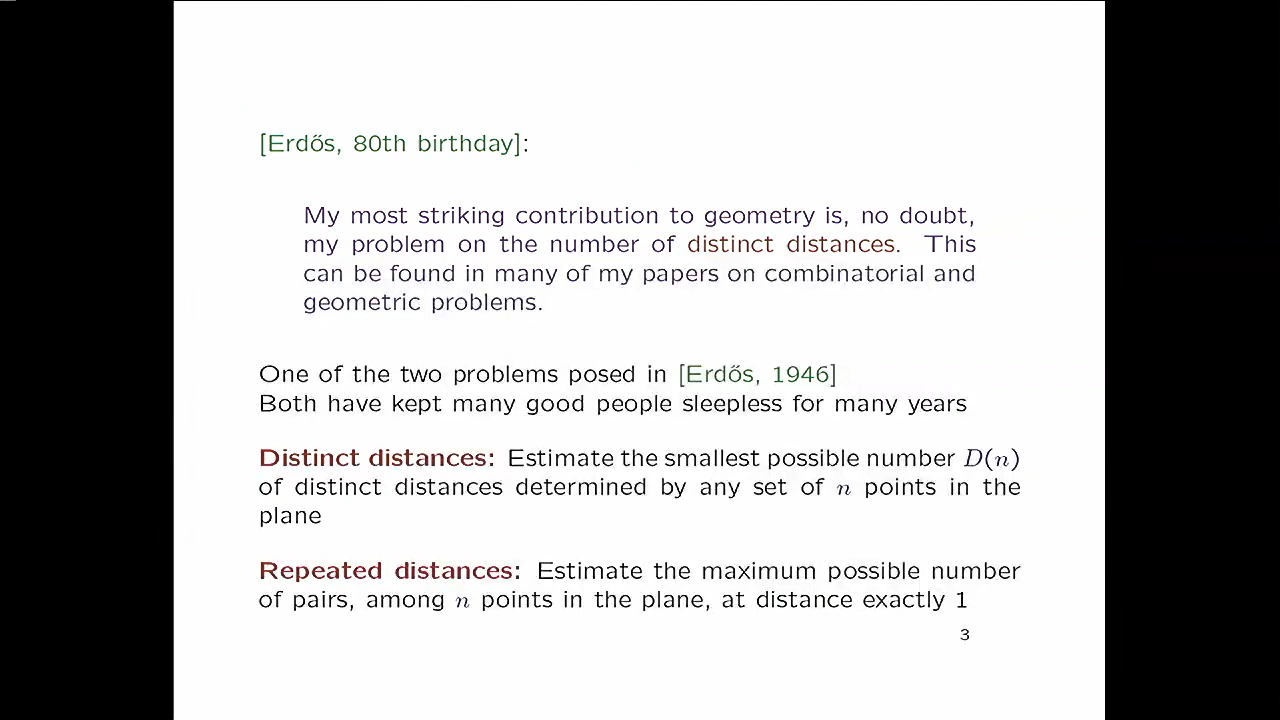 [Erdős, 80th birthday]:
My most striking contribution to geometry is, no doubt,
my problem on the number of distinct distances. This
can be found in many of my papers on combinatorial and
geometric problems.
One of the two problems posed in [Erdős, 1946]
Both have kept many good people sleepless for many years
Distinct distances: Estimate the smallest possible number D(n)
of distinct distances determined by any set of n points in the
plane
Repeated distances: Estimate the maximum possible number
of pairs, among n points in the plane, at distance exactly 1
3